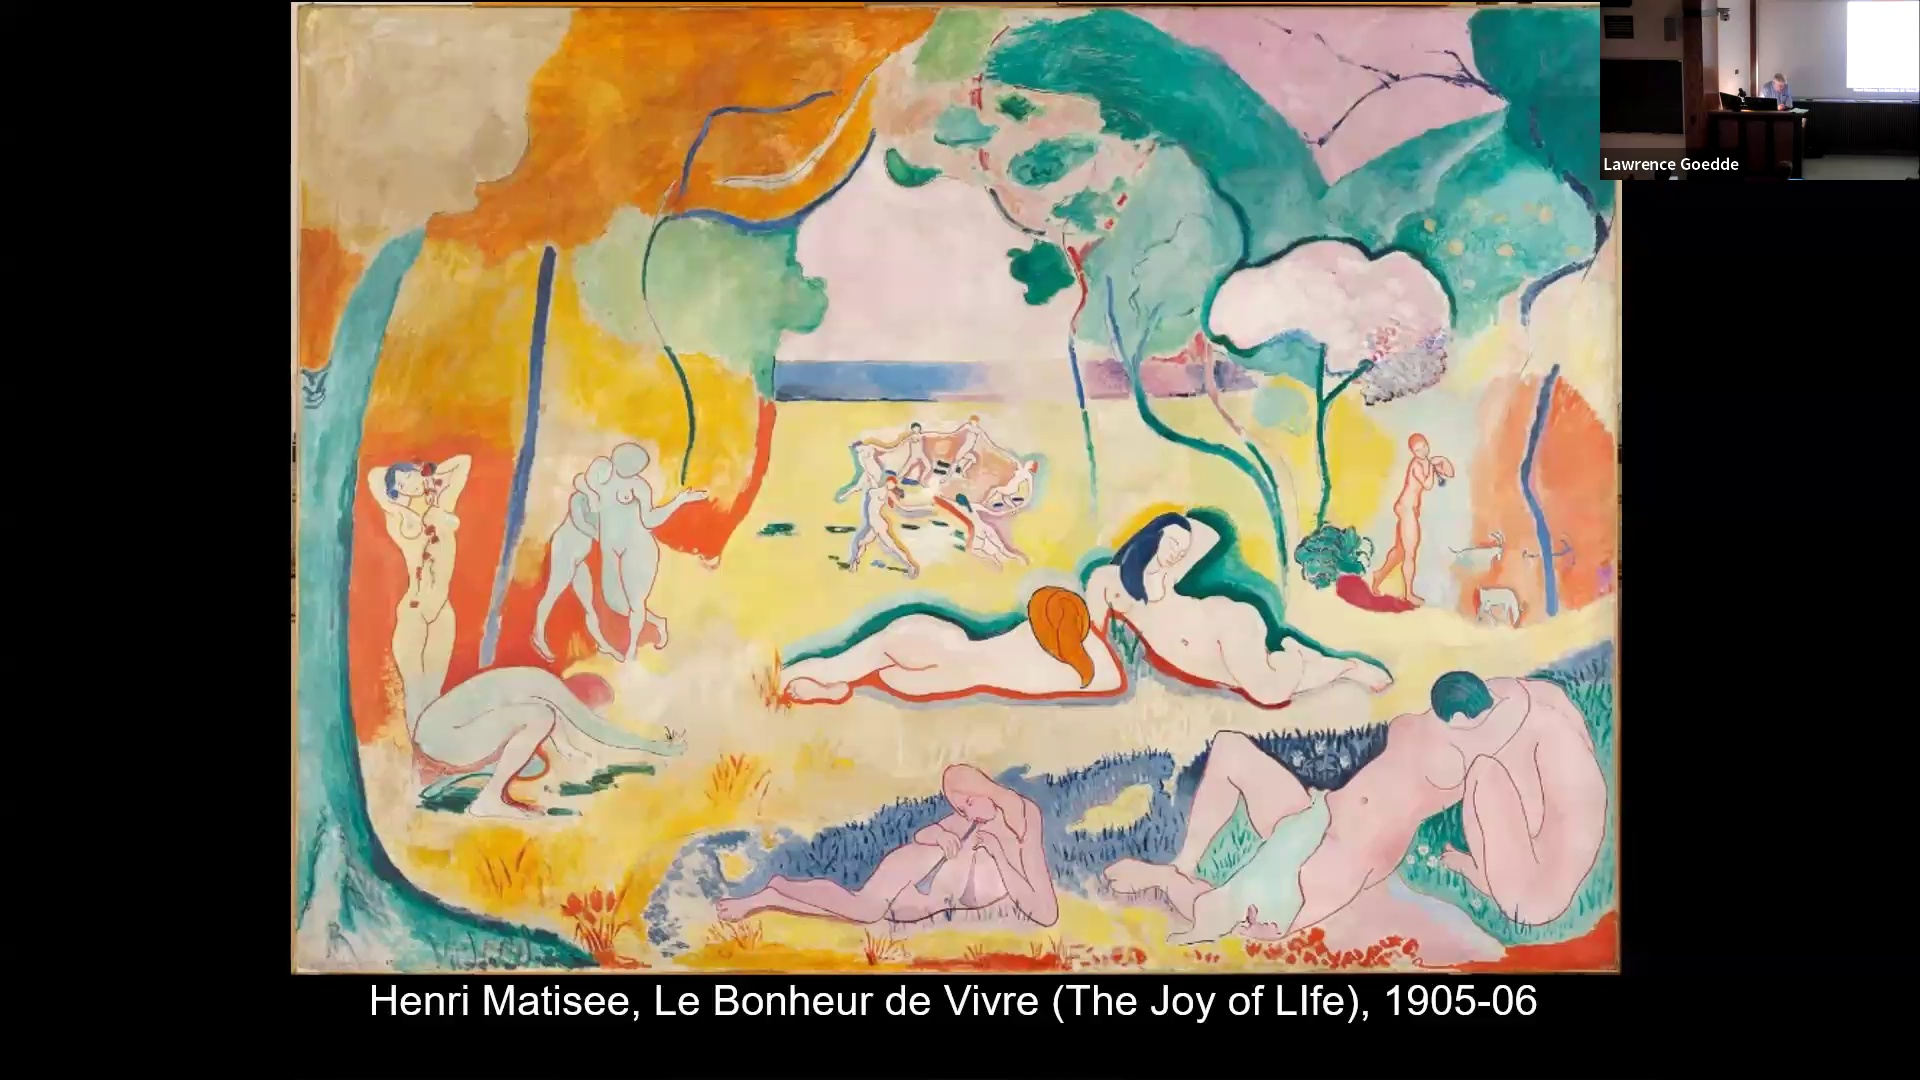 Lawrence Goedde
Henri Matisee, Le Bonheur de Vivre (The Joy of LIfe), 1905-06